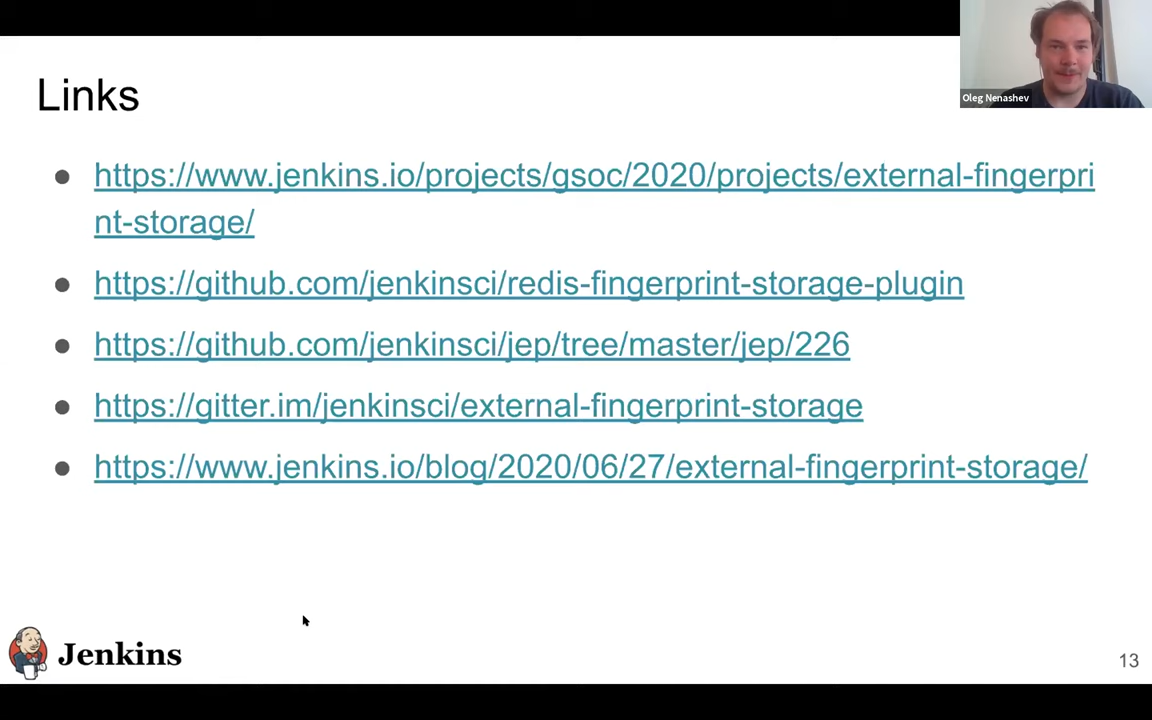 Oleg Nenashev
Links
https://www.jenkins.io/projects/gsoc/2020/projects/external-fingerpri
nt-storage/
https://github.com/jenkinsci/redis-fingerprint-storage-plugin
https://github.com/jenkinsci/jep/tree/master/jep/226
https://gitter.im/jenkinsci/external-fingerprint-storage
https://www.jenkins.io/blog/2020/06/27/external-fingerprint-storage/
Jenkins
13